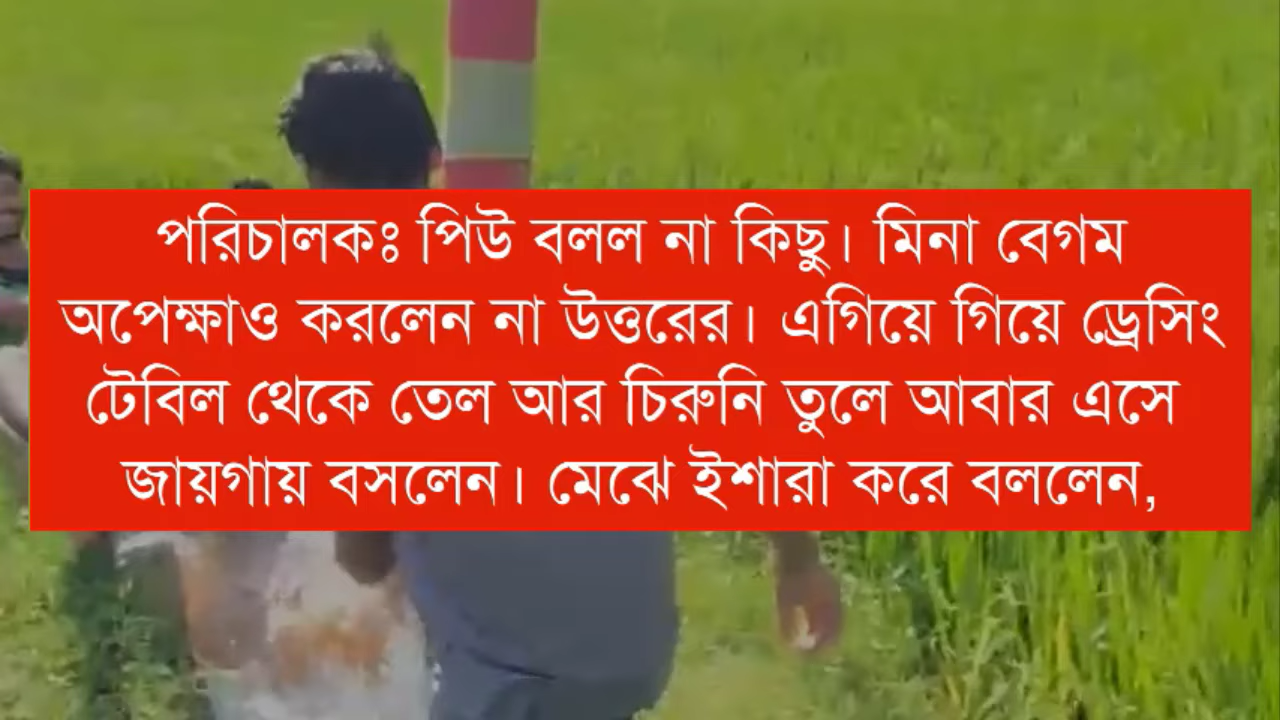 পরিচালকঃ পিউ বলল না কিছু। মিনা বেগম
অপেক্ষাও করলেন না উত্তরের। এগিয়ে গিয়ে ড্রেসিং
টেবিল থেকে তেল আর চিরুনি তুলে আবার এসে
জায়গায় বসলেন। মেঝে ইশারা করে বললেন,